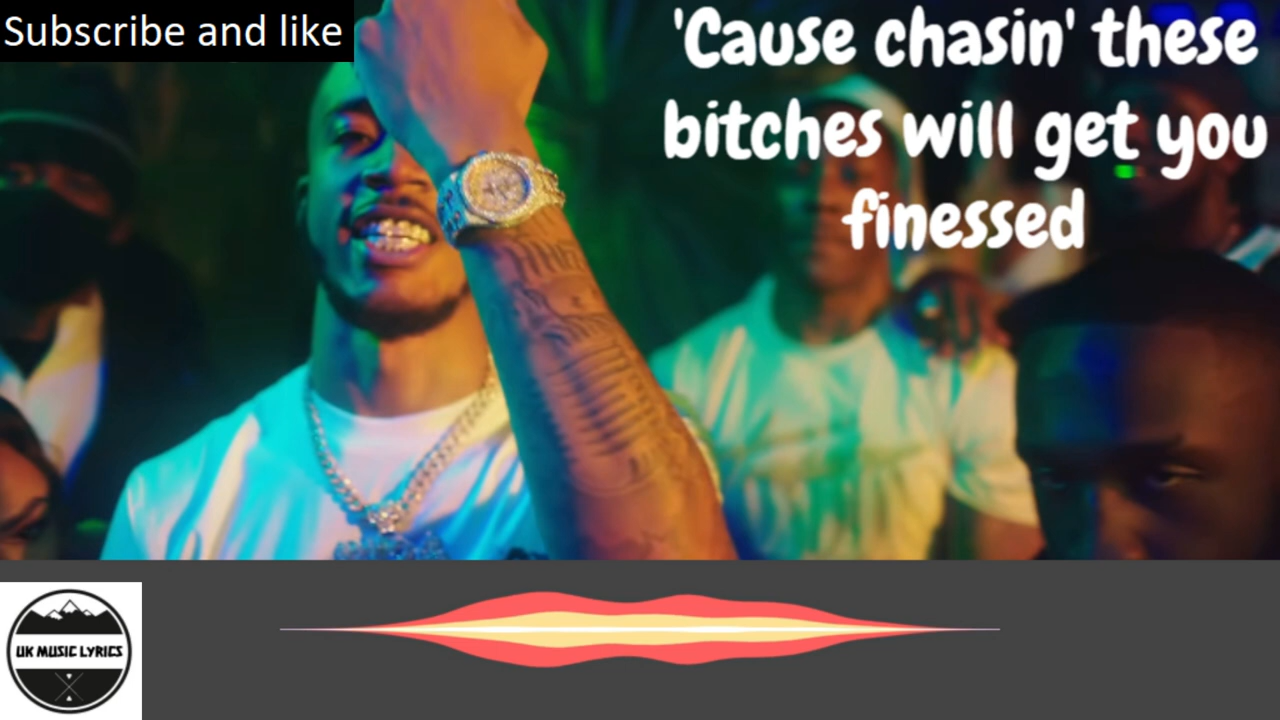 Subscribe and like
'Cause chasin' these
bitches will get you
finessed
UK MUSIC LYRICS